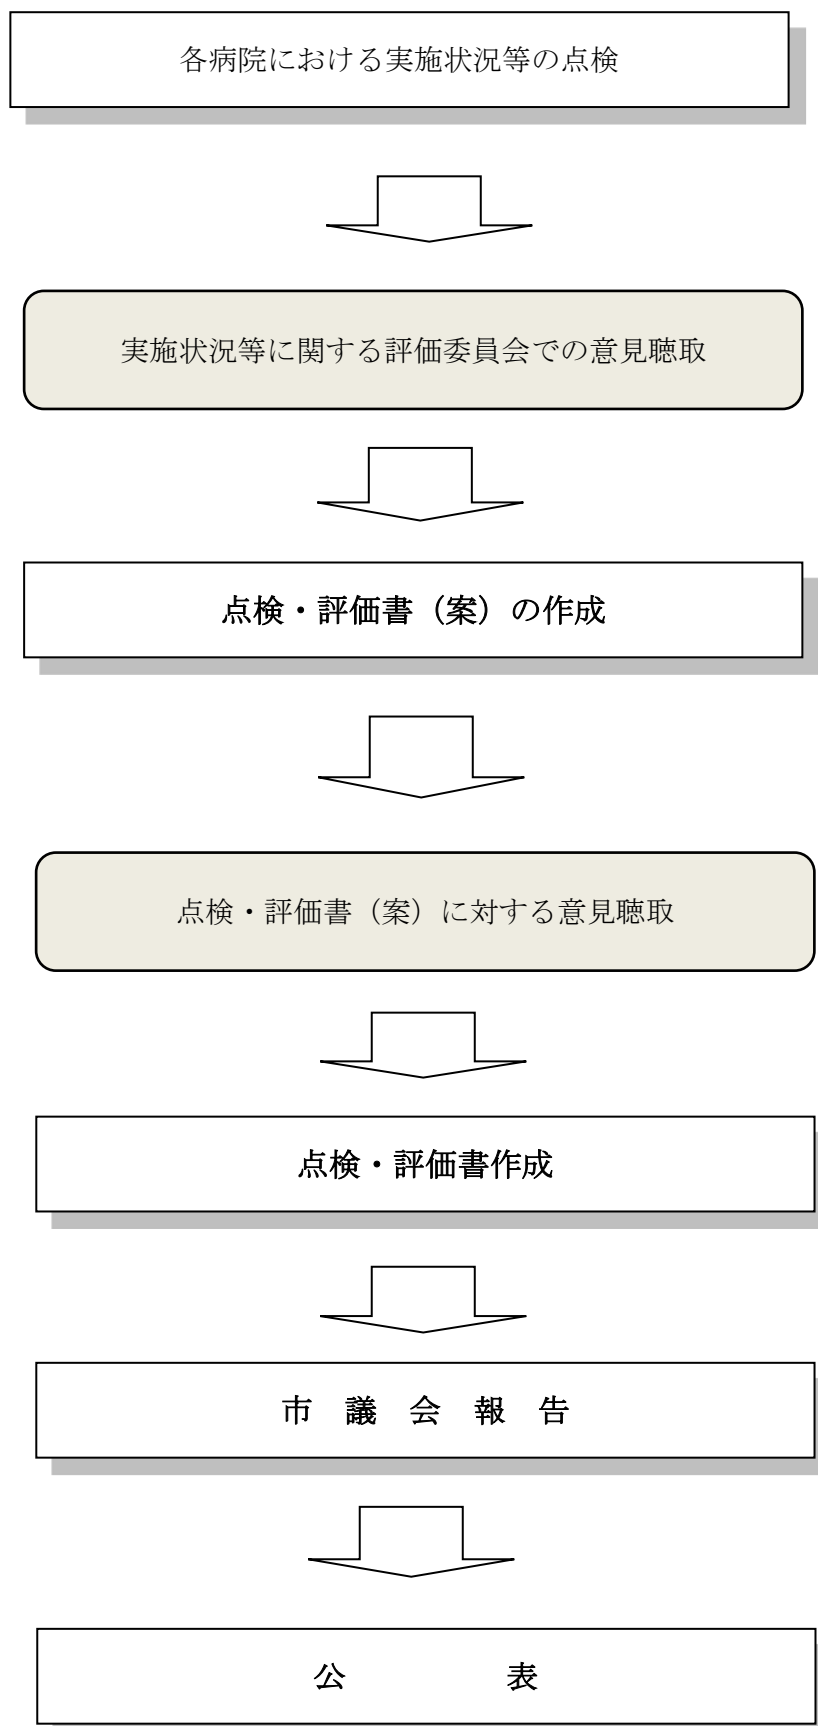 各病院における実施状況等の点検
実施状況等に関する評価委員会での意見聴取
点検・評価書（案）の作成
点検・評価書（案）に対する意見聴取
点検・評価書作成
市　議　会　報　告
公　　　　　表